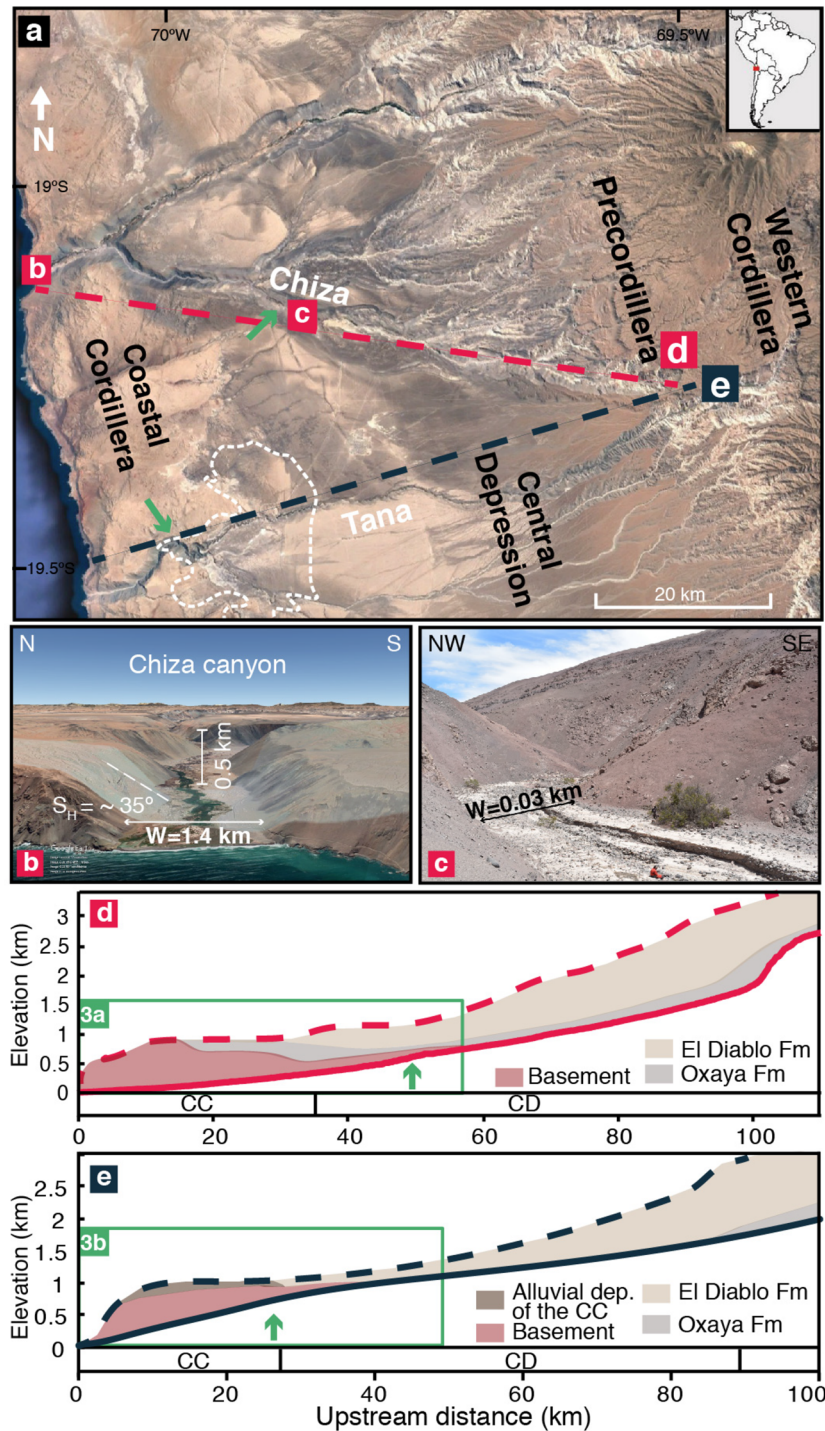 a
70ºW
69.5ºW
N
19ºS
b
Chiza
c
Precordillera
Western
Cordillera
d
e
Coastal
Cordillera
Tana
Central
Depression
19.5ºS
20 km
N
S
Chiza canyon
0.5 km
SH = ~ 35º
W=1.4 km
b
NW
SE
W=0.03 km
c
d
Elevation (km)
3
2.5
2
1.5
1
0.5
0
3a
El Diablo Fm
Basement
Oxaya Fm
CC
CD
0
20
40
60
80
100
e
Elevation (km)
2.5
2
1.5
1
0.5
0
3b
Alluvial dep.
of the CC
El Diablo Fm
Basement
Oxaya Fm
CC
CD
0
20
40
60
80
100
Upstream distance (km)